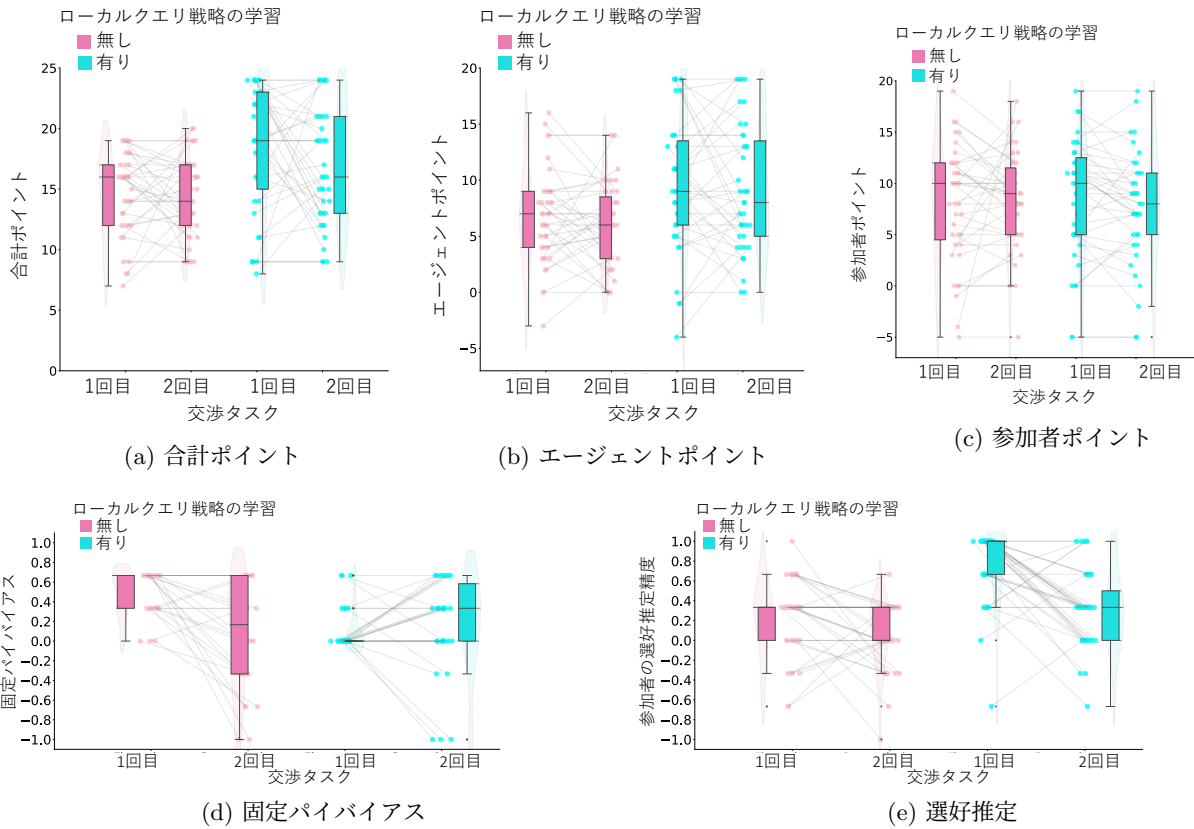 ローカルクエリ戦略の学習
無し
有り
合計ポイント
25
20
15
10
5
0
1回目
2回目
1回目
2回目
交渉タスク
(a) 合計ポイント
ローカルクエリ戦略の学習
無し
有り
エージェントポイント
20
15
10
5
0
−5
1回目
2回目
1回目
2回目
交渉タスク
(b) エージェントポイント
ローカルクエリ戦略の学習
無し
有り
参加者ポイント
20
15
10
5
0
−5
1回目
2回目
1回目
2回目
交渉タスク
(c) 参加者ポイント
ローカルクエリ戦略の学習
無し
有り
固定パイバイアス
1.0
0.8
0.6
0.4
0.2
0.0
−0.2
−0.4
−0.6
−0.8
−1.0
1回目
2回目
1回目
2回目
交渉タスク
(d) 固定パイバイアス
ローカルクエリ戦略の学習
無し
有り
参加者の選好推定精度
1.0
0.8
0.6
0.4
0.2
0.0
−0.2
−0.4
−0.6
−0.8
−1.0
1回目
2回目
1回目
2回目
交渉タスク
(e) 選好推定